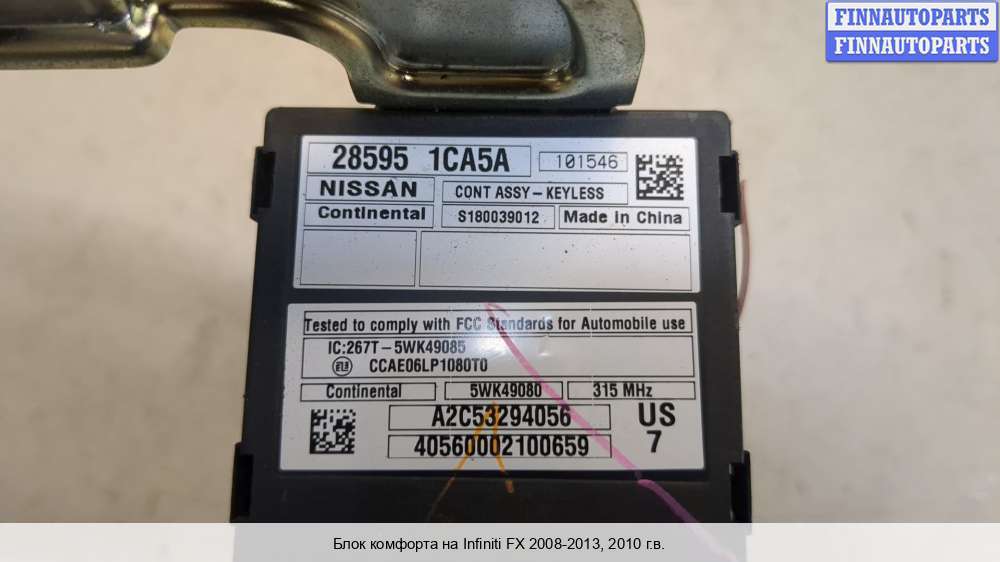 FINNAUTOPARTS
FINNAUTOPARTS
28595 1CA5A
101546
NISSAN
CONT ASSY-KEYLESS
Continental
S180039012
Made in China
Tested to comply with FCC Standards for Automobile use
IC:267T-5WK49085
CCAE06LP1080T0
Continental
5WK49080
315 MHz
A2C53294056
US
40560002100659
7
Блок комфорта на Infiniti FX 2008-2013, 2010 г.в.